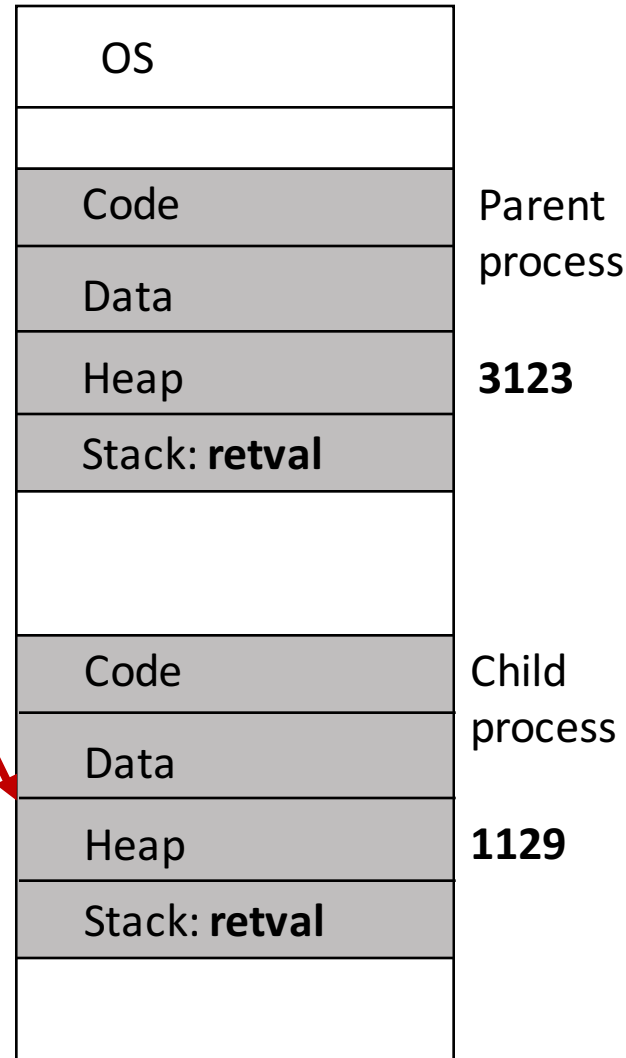 OS
Code
Parent
process
Data
Heap
3123
Stack: retval
Code
Child
process
Data
Heap
1129
Stack: retval